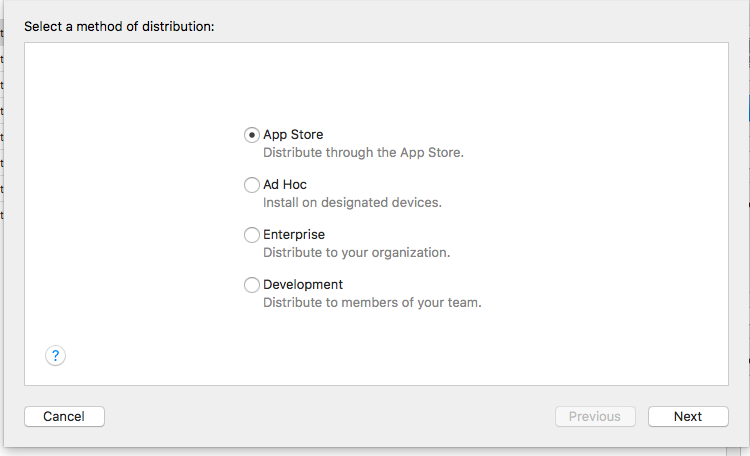 Select a method of distribution:
App Store
Distribute through the App Store.
Ad Hoc
Install on designated devices.
Enterprise
Distribute to your organization.
Development
Distribute to members of your team.
?
Cancel
Previous
Next